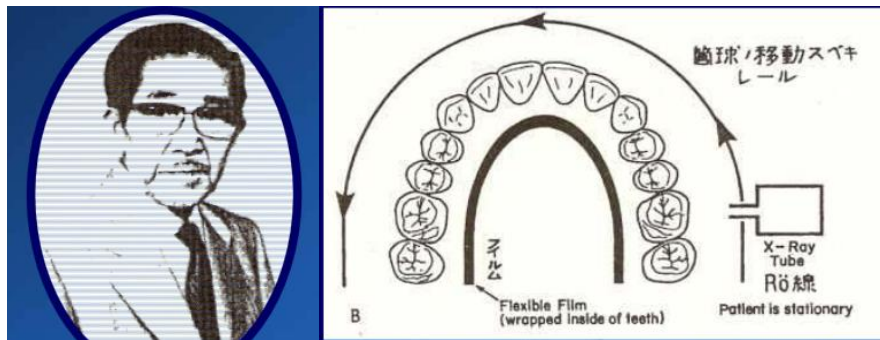 管球ノ移動スベキ
レール
X-Ray
Tube
Rö線
Patient is stationary
フイルム
Flexible Film
(wrapped inside of teeth)
B